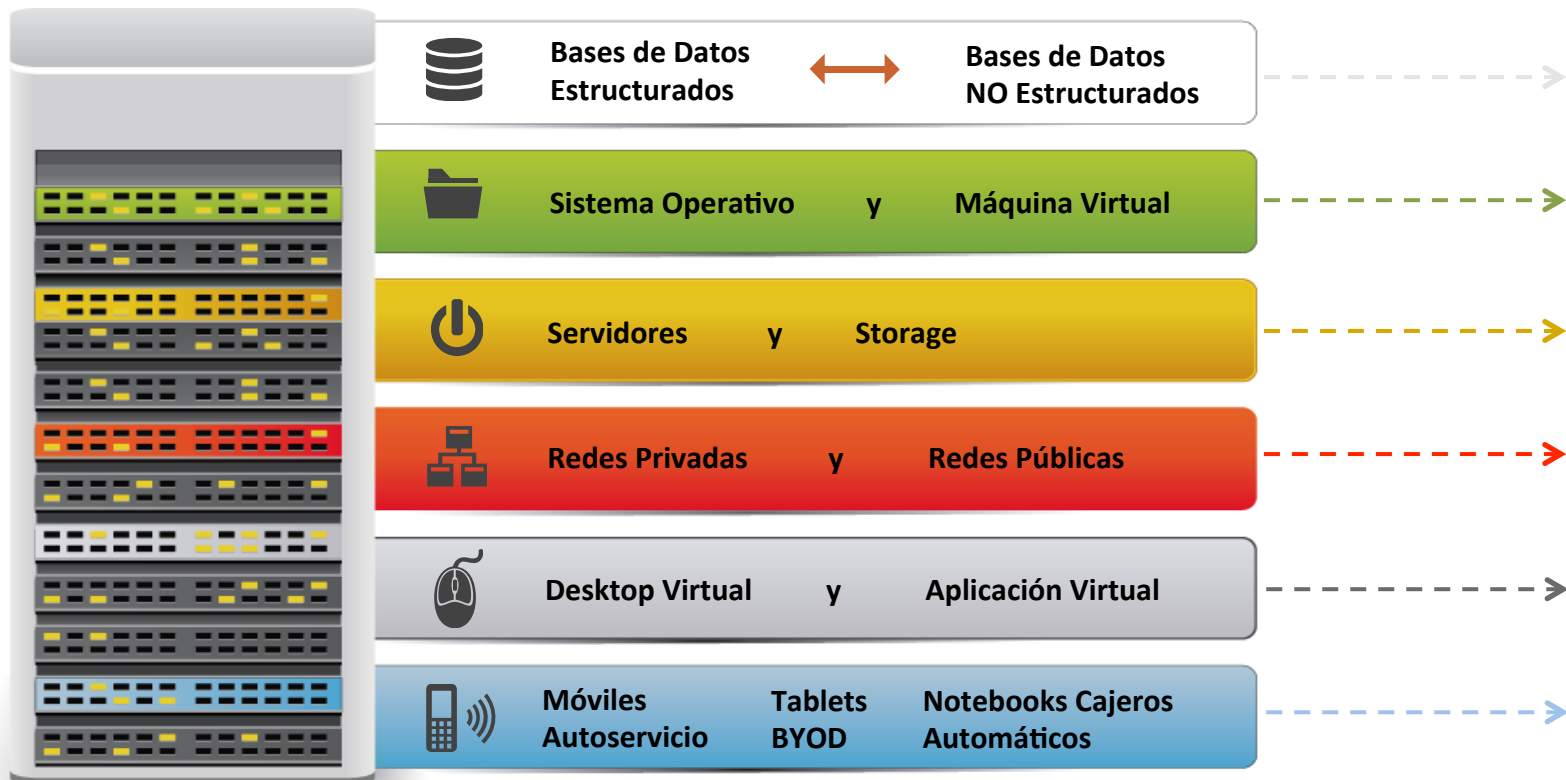 Bases de Datos Bases de Datos
Estructurados NO Estructurados
Sistema Operativo y Máquina Virtual
Servidores y Storage
Redes Privadas y Redes Públicas
Desktop Virtual y Aplicación Virtual
Móviles Tablets Notebooks Cajeros
Autoservicio BYOD Automáticos